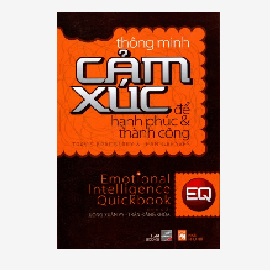 thông minh
CẢM
XÚC để
hạnh phúc &
thành công
Emotional
Intelligence
Quickbook
EQ